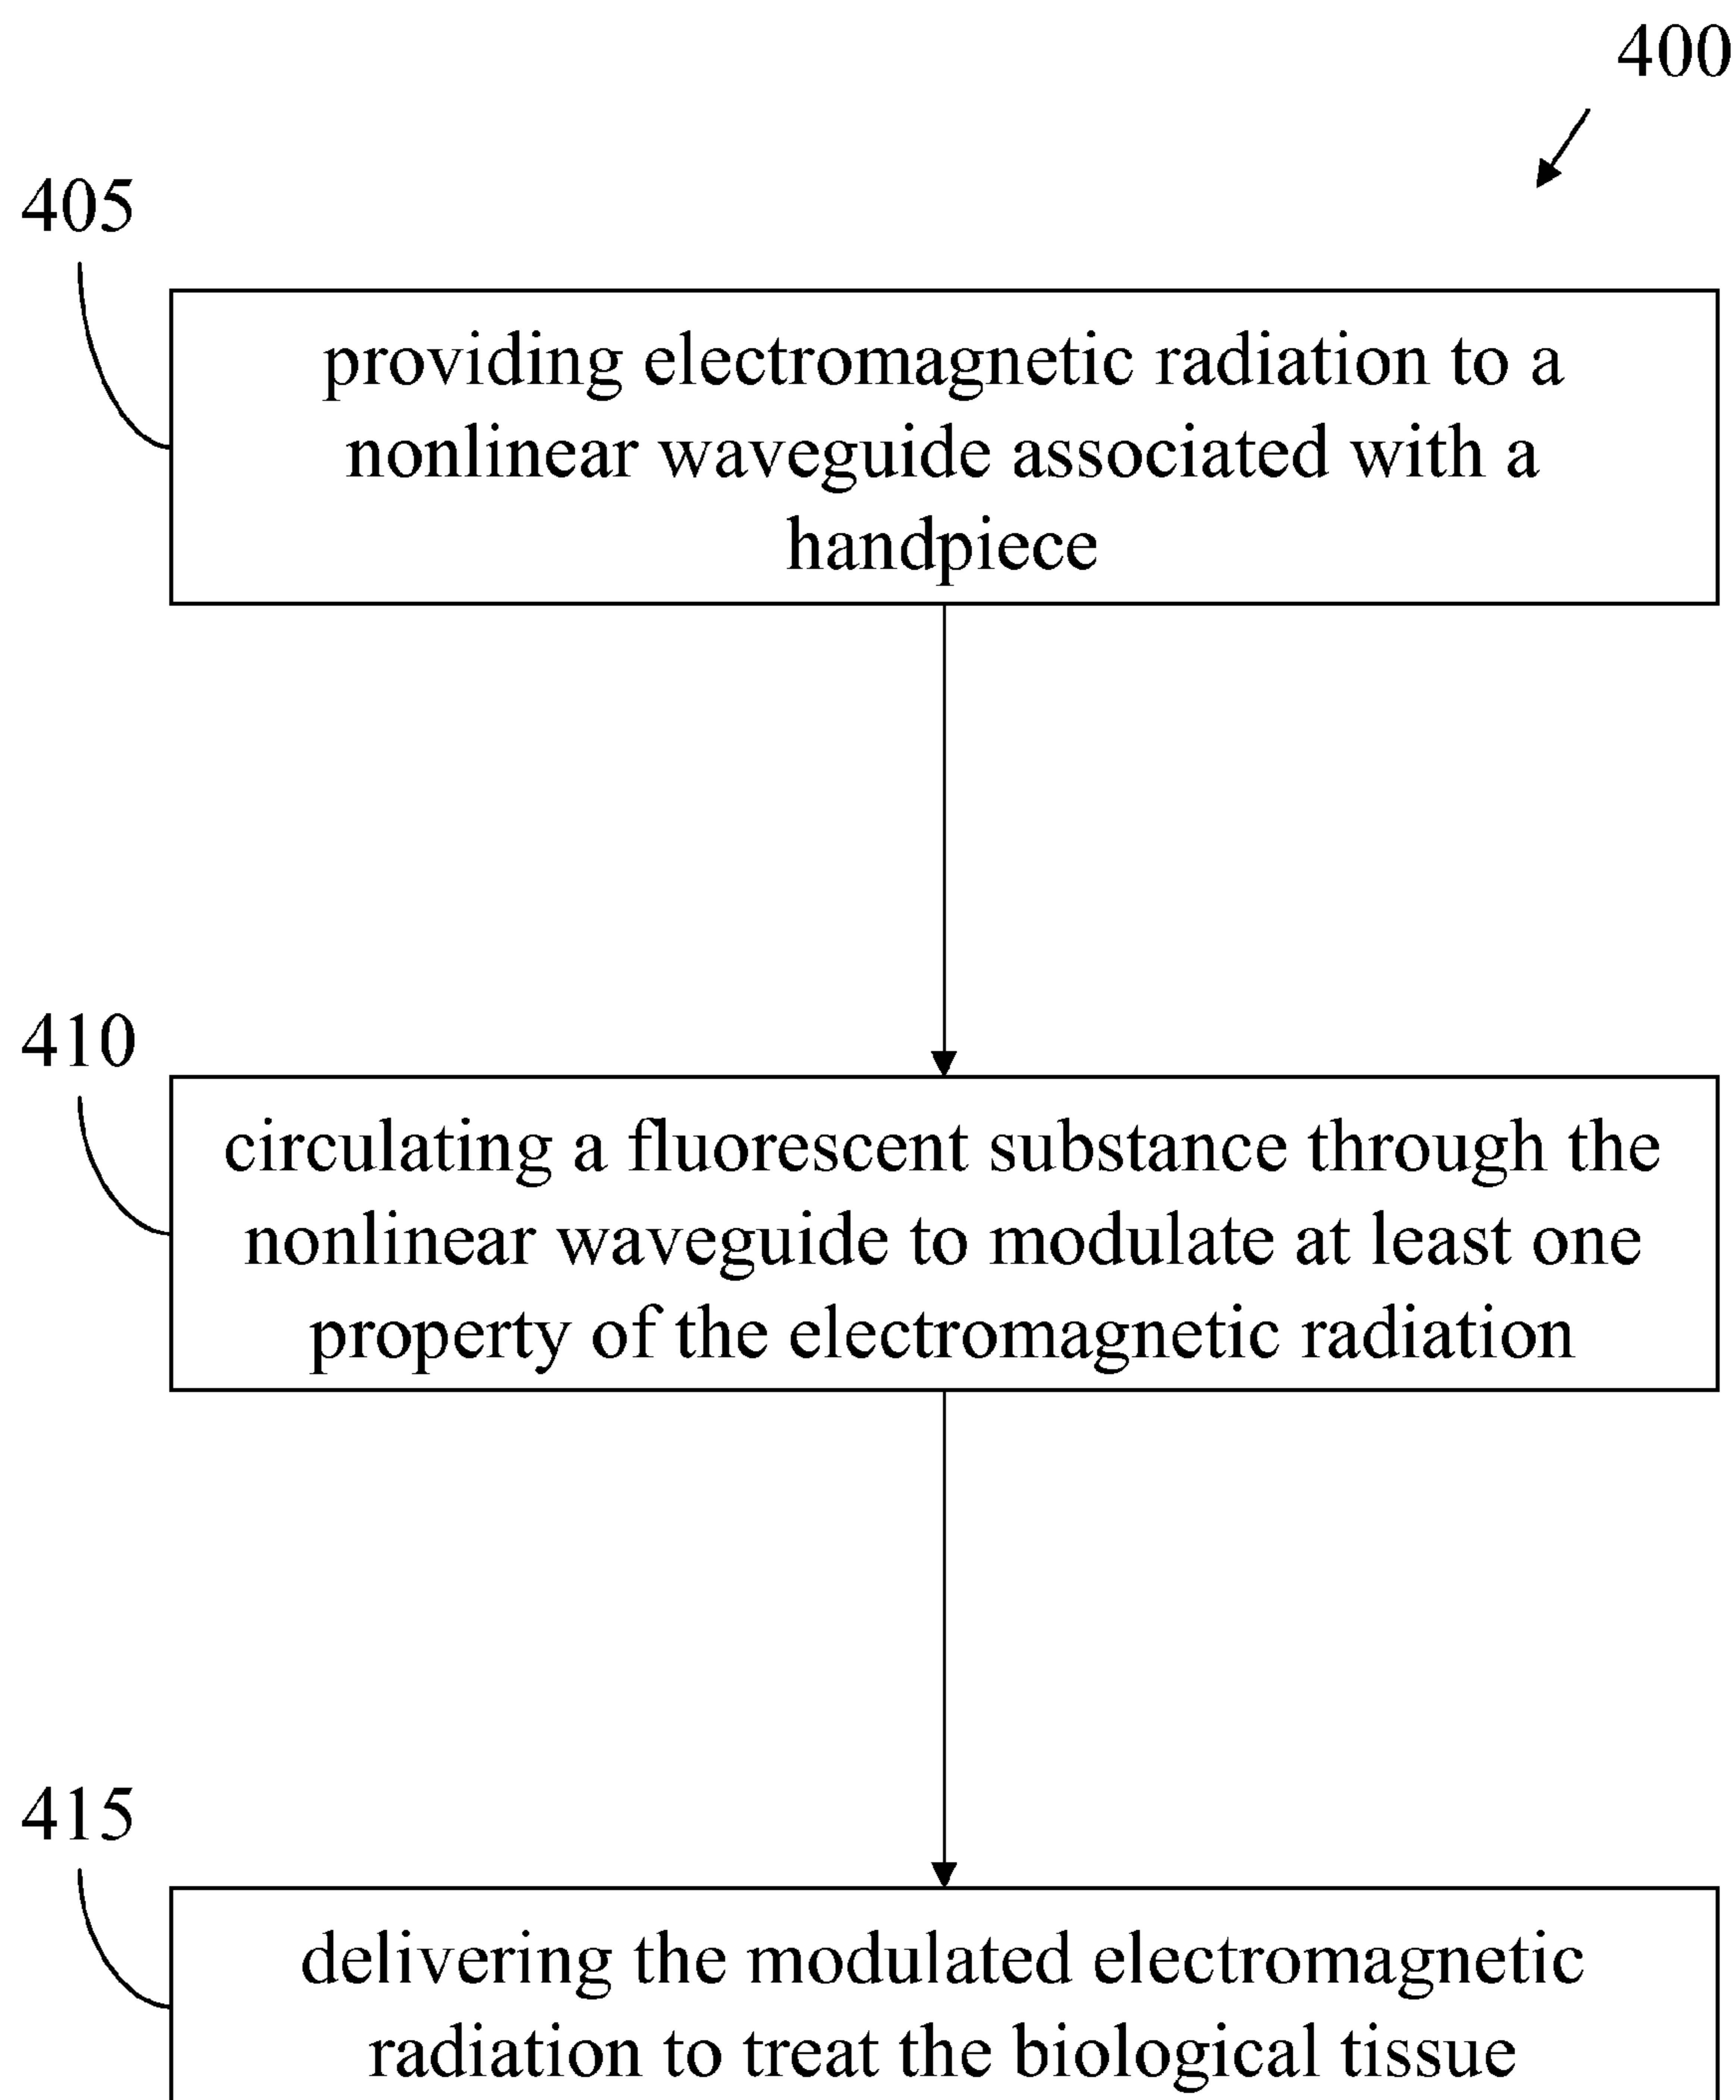 400
405
providing electromagnetic radiation to a
nonlinear waveguide associated with a
handpiece
410
circulating a fluorescent substance through the
nonlinear waveguide to modulate at least one
property of the electromagnetic radiation
415
delivering the modulated electromagnetic
radiation to treat the biological tissue